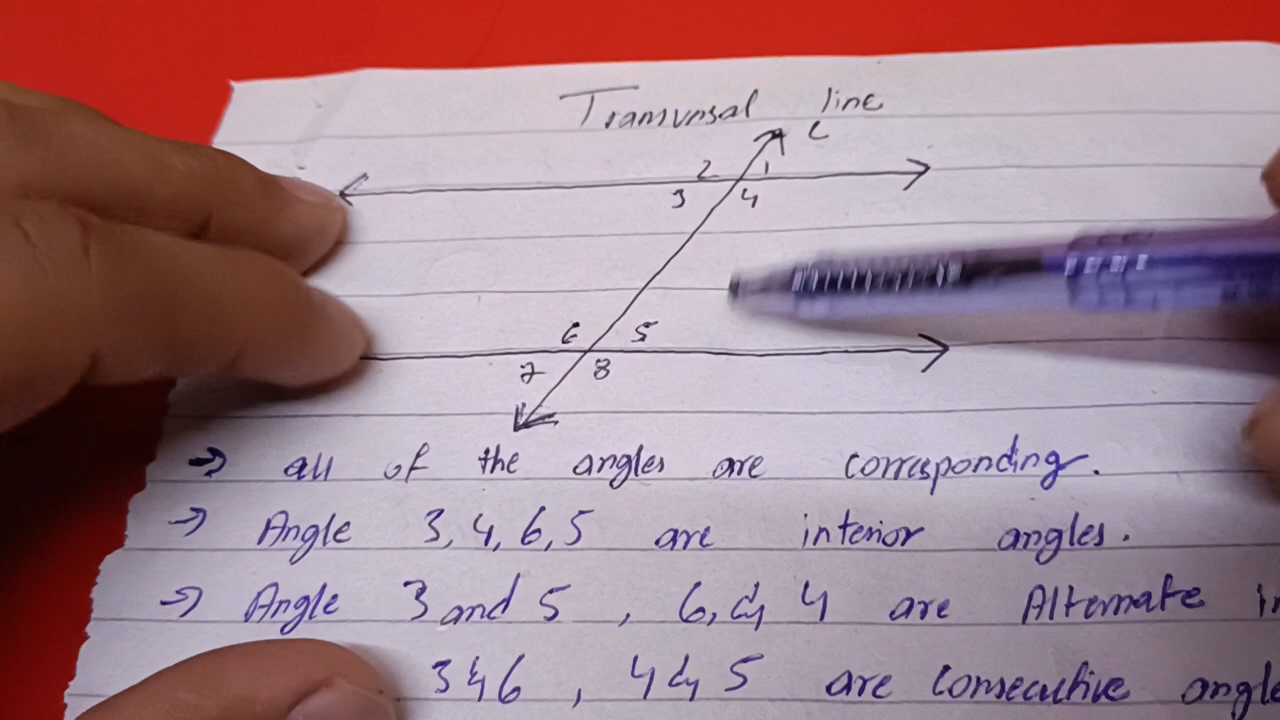 Transversal line
L
2 1
3 4
6 5
7 8
→ all of the angles are corresponding.
→ Angle 3, 4, 6, 5 are interior angles.
→ Angle 3 and 5 , 6, & 4 are Alternate in
3 & 6 , 4 & 5 are consecutive angle